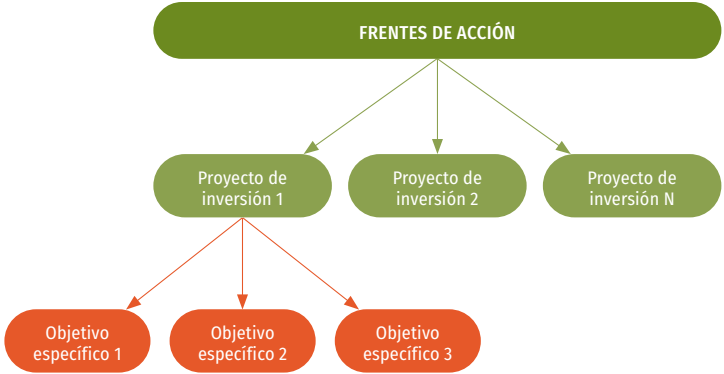 FRENTES DE ACCIÓN
Proyecto de
inversión 1
Proyecto de
inversión 2
Proyecto de
inversión N
Objetivo
específico 1
Objetivo
específico 2
Objetivo
específico 3